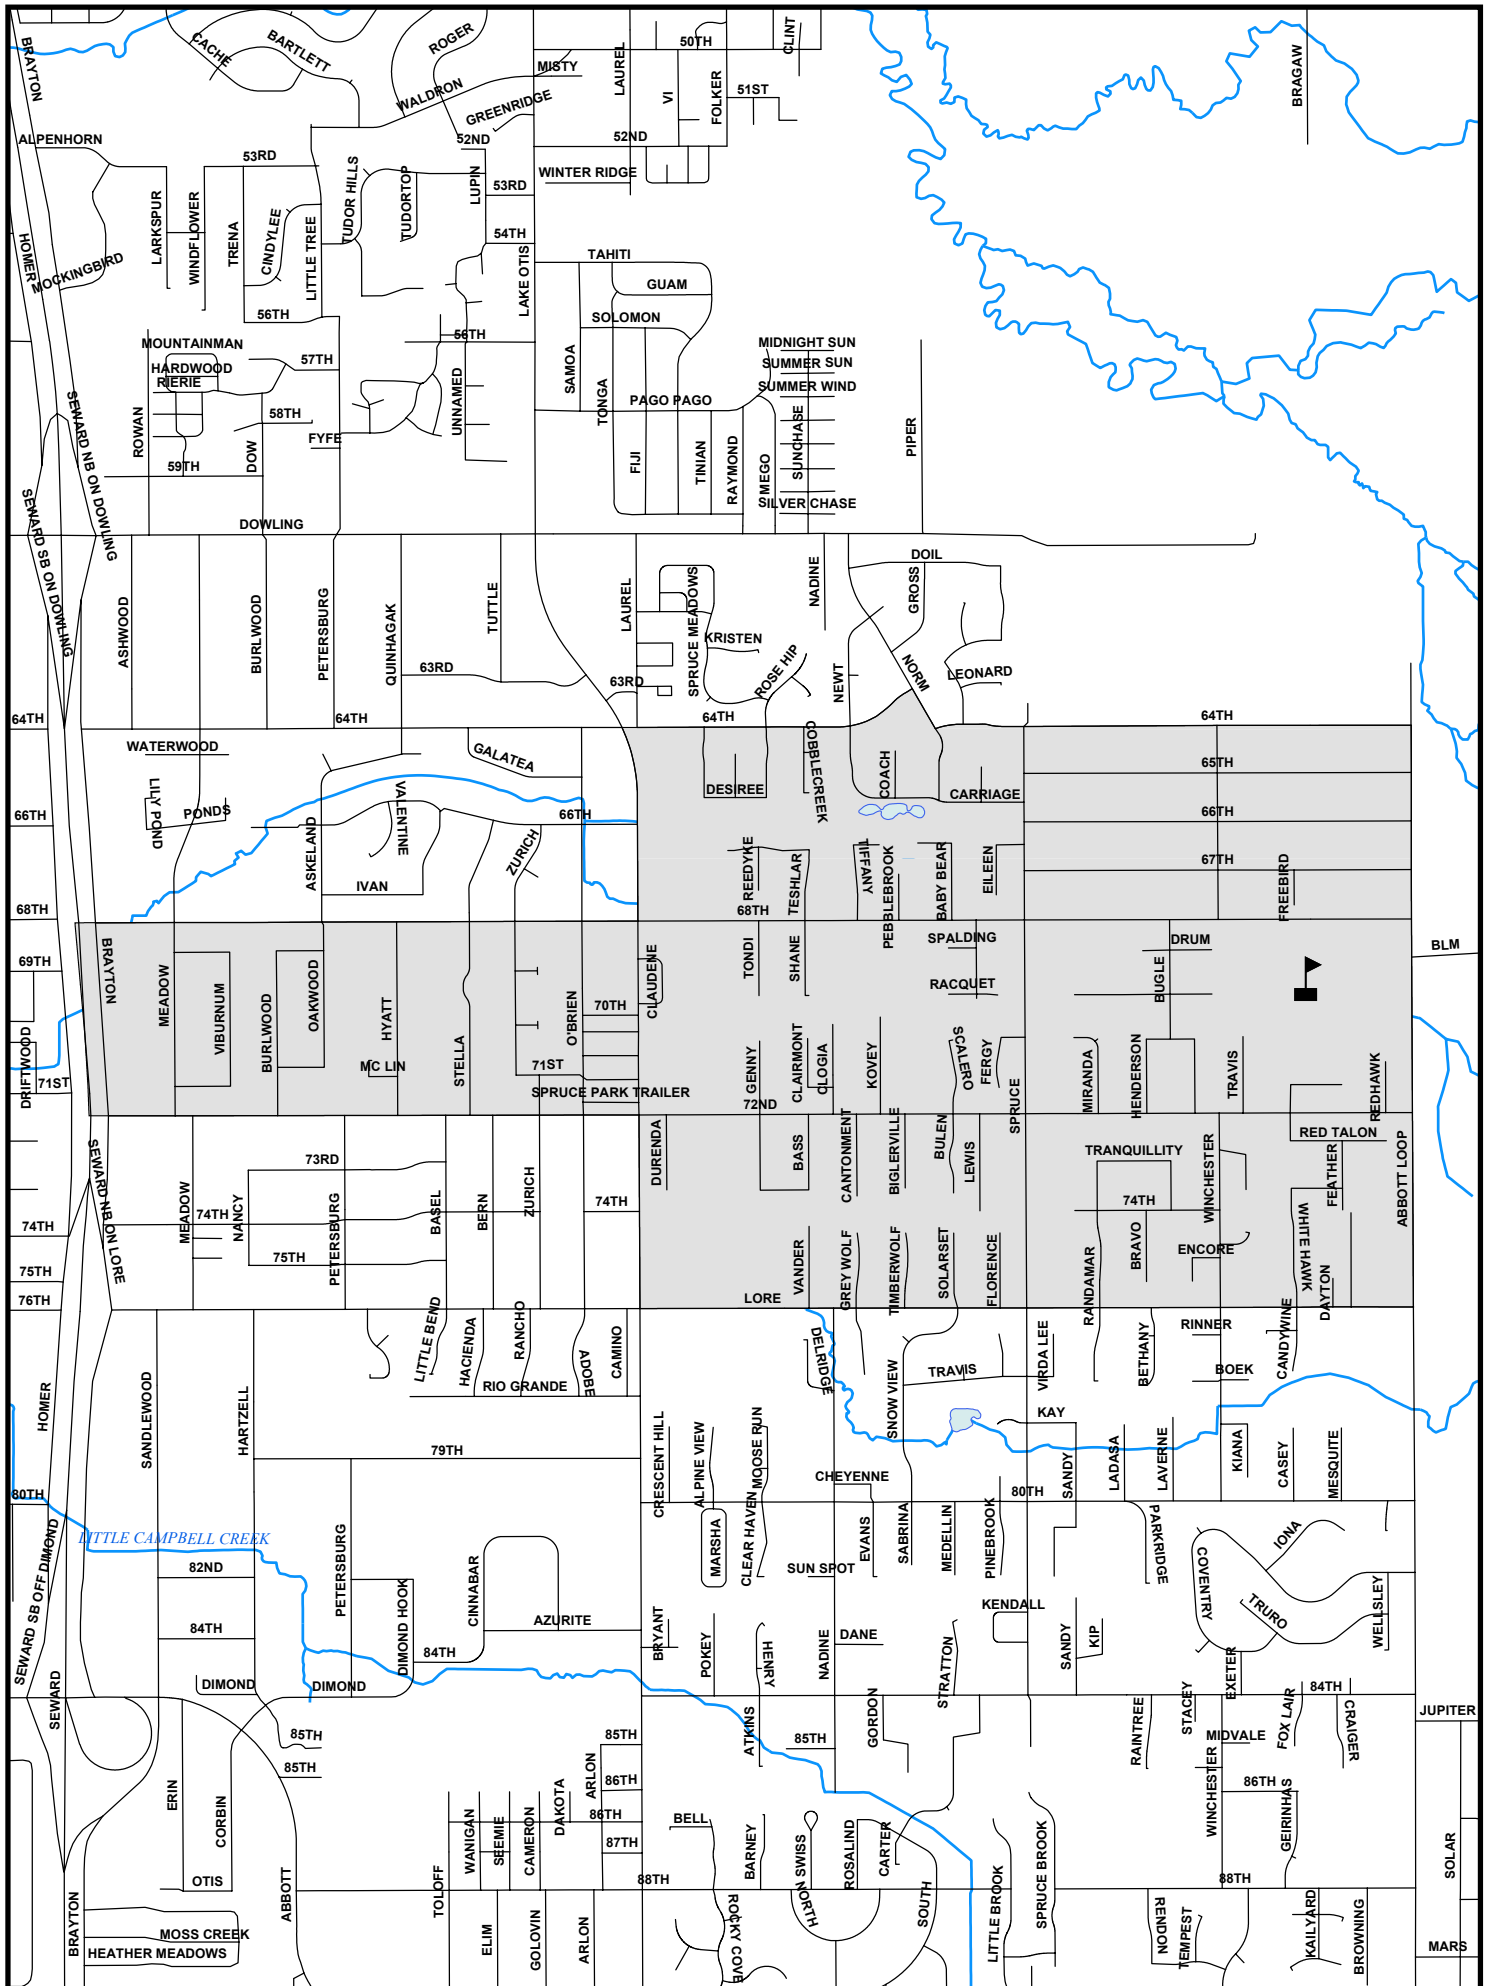 BRAYTON
CACHE
BARTLETT
ROGER
WALDRON
MISTY
GREENRIDGE
52ND
LAUREL
50TH
VI
FOLKER
CLINT
51ST
52ND
BRAGAW
ALPENHORN
53RD
WINTER RIDGE
LARKSPUR
WINDFLOWER
TRENA
CINDYLEE
LITTLE TREE
TUDOR HILLS
TUDORTOP
LUPIN
53RD
54TH
HOMER
MOCKINGBIRD
LAKE OTIS
TAHITI
GUAM
SOLOMON
56TH
56TH
MOUNTAINMAN
HARDWOOD
RIERIE
57TH
58TH
FYFE
59TH
ROWAN
DOW
UNNAMED
SAMOA
TONGA
PAGO PAGO
FIJI
TINIAN
RAYMOND
MEGO
SUNCHASE
MIDNIGHT SUN
SUMMER SUN
SUMMER WIND
SILVER CHASE
PIPER
SEWARD NB ON DOWLING
SEWARD SB ON DOWLING
DOWLING
ASHWOOD
BURLWOOD
PETERSBURG
QUINHAGAK
TUTTLE
63RD
63RD
LAUREL
SPRUCE MEADOWS
KRISTEN
ROSE HIP
NADINE
NEWT
DOIL
GROSS
NORM
LEONARD
64TH
64TH
64TH
64TH
WATERWOOD
GALATEA
LILY POND
PONDS
VALENTINE
ASKELAND
IVAN
ZURICH
66TH
66TH
DESIREE
COBBLECREEK
COACH
CARRIAGE
65TH
66TH
67TH
REEDYKE
TESHLAR
TIFFANY
PEBBLEBROOK
BABY BEAR
EILEEN
FREEBIRD
68TH
68TH
69TH
BRAYTON
MEADOW
VIBURNUM
BURLWOOD
OAKWOOD
HYATT
MC LIN
STELLA
O'BRIEN
CLAUDENE
70TH
71ST
SPRUCE PARK TRAILER
TONDI
SHANE
SPALDING
RACQUET
DRUM
BUGLE
BLM
DRIFTWOOD
71ST
GENNY
CLAIRMONT
CLOGIA
KOVEY
SCALERO
FERGY
SPRUCE
MIRANDA
HENDERSON
TRAVIS
REDHAWK
72ND
SEWARD NB ON LORE
73RD
MEADOW
74TH
NANCY
PETERSBURG
BASEL
BERN
ZURICH
74TH
DURENDA
BASS
CANTONMENT
BIGLERVILLE
BULEN
LEWIS
TRANQUILLITY
74TH
WINCHESTER
RED TALON
FEATHER
ABBOTT LOOP
74TH
75TH
75TH
76TH
VANDER
GREY WOLF
TIMBERWOLF
SOLARSET
FLORENCE
RANDAMAR
BRAVO
ENCORE
WHITE HAWK
DAYTON
LORE
LITTLE BEND
HACIENDA
RANCHO
ADOBE
CAMINO
RIO GRANDE
DELRIDGE
SNOW VIEW
TRAVIS
VIRDA LEE
BETHANY
RINNER
BOEK
CANDYWINE
HOMER
SANDLEWOOD
HARTZELL
79TH
CRESCENT HILL
ALPINE VIEW
MOOSE RUN
CLEAR HAVEN
KAY
SANDY
LADASA
LAVERNE
KIANA
CASEY
MESQUITE
CHEYENNE
80TH
80TH
LITTLE CAMPBELL CREEK
SEWARD SB OFF DIMOND
82ND
PETERSBURG
DIMOND HOOK
CINNABAR
MARSHA
SUN SPOT
EVANS
SABRINA
MEDELLIN
PINEBROOK
PARKRIDGE
COVENTRY
IONA
TRURO
WELLSLEY
84TH
84TH
AZURITE
BRYANT
POKEY
HENRY
NADINE
DANE
STRATTON
KENDALL
SANDY
KIP
EXETER
84TH
SEWARD
DIMOND
DIMOND
85TH
85TH
85TH
86TH
86TH
87TH
ARLON
ATKINS
85TH
GORDON
RAINTREE
STACEY
MIDVALE
FOX LAIR
CRAIGER
JUPITER
ERIN
CORBIN
OTIS
ABBOTT
TOLOFF
WANIGAN
SEEMIE
CAMERON
DAKOTA
BELL
BARNEY
SWISS
ROSALIND
CARTER
WINCHESTER
86TH
GEIRINHAS
SOLAR
88TH
88TH
BRAYTON
MOSS CREEK
HEATHER MEADOWS
ELIM
GOLOVIN
ARLON
ROCKY COVE
NORTH
SOUTH
LITTLE BROOK
SPRUCE BROOK
RENDON
TEMPEST
KAILYARD
BROWNING
MARS